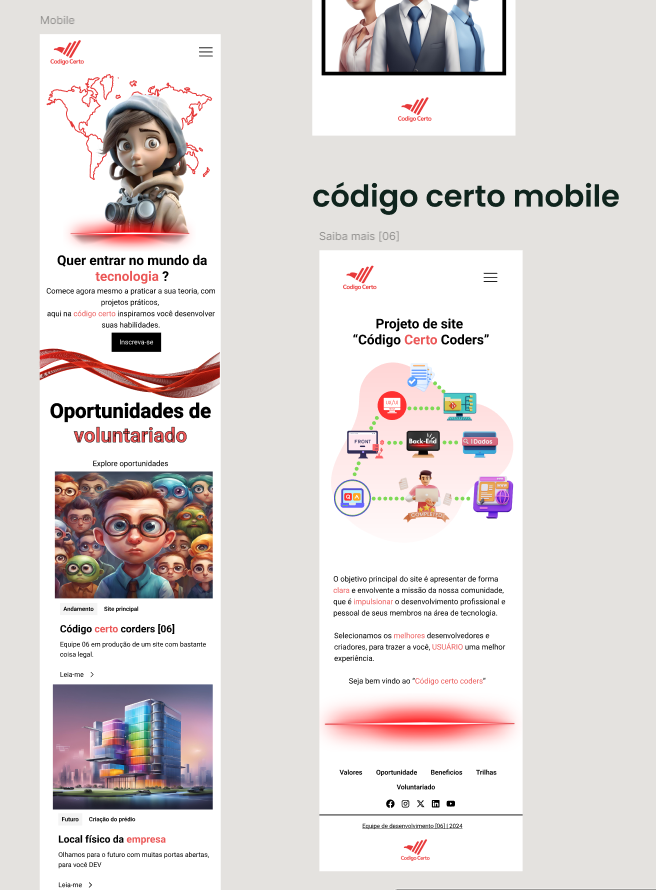 Mobile
Codigo Certo
Quer entrar no mundo da
tecnologia ?
Comece agora mesmo a praticar a sua teoria, com
projetos práticos,
aqui na código certo inspiramos você desenvolver
suas habilidades.
Inscreva-se
Oportunidades de
voluntariado
Explore oportunidades
Andamento Site principal
Código certo corders [06]
Equipe 06 em produção de um site com bastante
coisa legal.
Leia-me
Futuro Criação do prédio
Local físico da empresa
Olhamos para o futuro com muitas portas abertas,
para você DEV
Leia-me
Codigo Certo
código certo mobile
Saiba mais [06]
Codigo Certo
Projeto de site
“Código Certo Coders”
UI/UX
FRONT
Back-End
Dados
Q A
O objetivo principal do site é apresentar de forma
clara e envolvente a missão da nossa comunidade,
que é impulsionar o desenvolvimento profissional e
pessoal de seus membros na área de tecnologia.
Selecionamos os melhores desenvolvedores e
criadores, para trazer a você, USUÁRIO uma melhor
experiência.
Seja bem vindo ao “Código certo coders”
Valores Oportunidade Beneficios Trilhas
Voluntariado
Equipe de desenvolvimento [06] | 2024
Codigo Certo